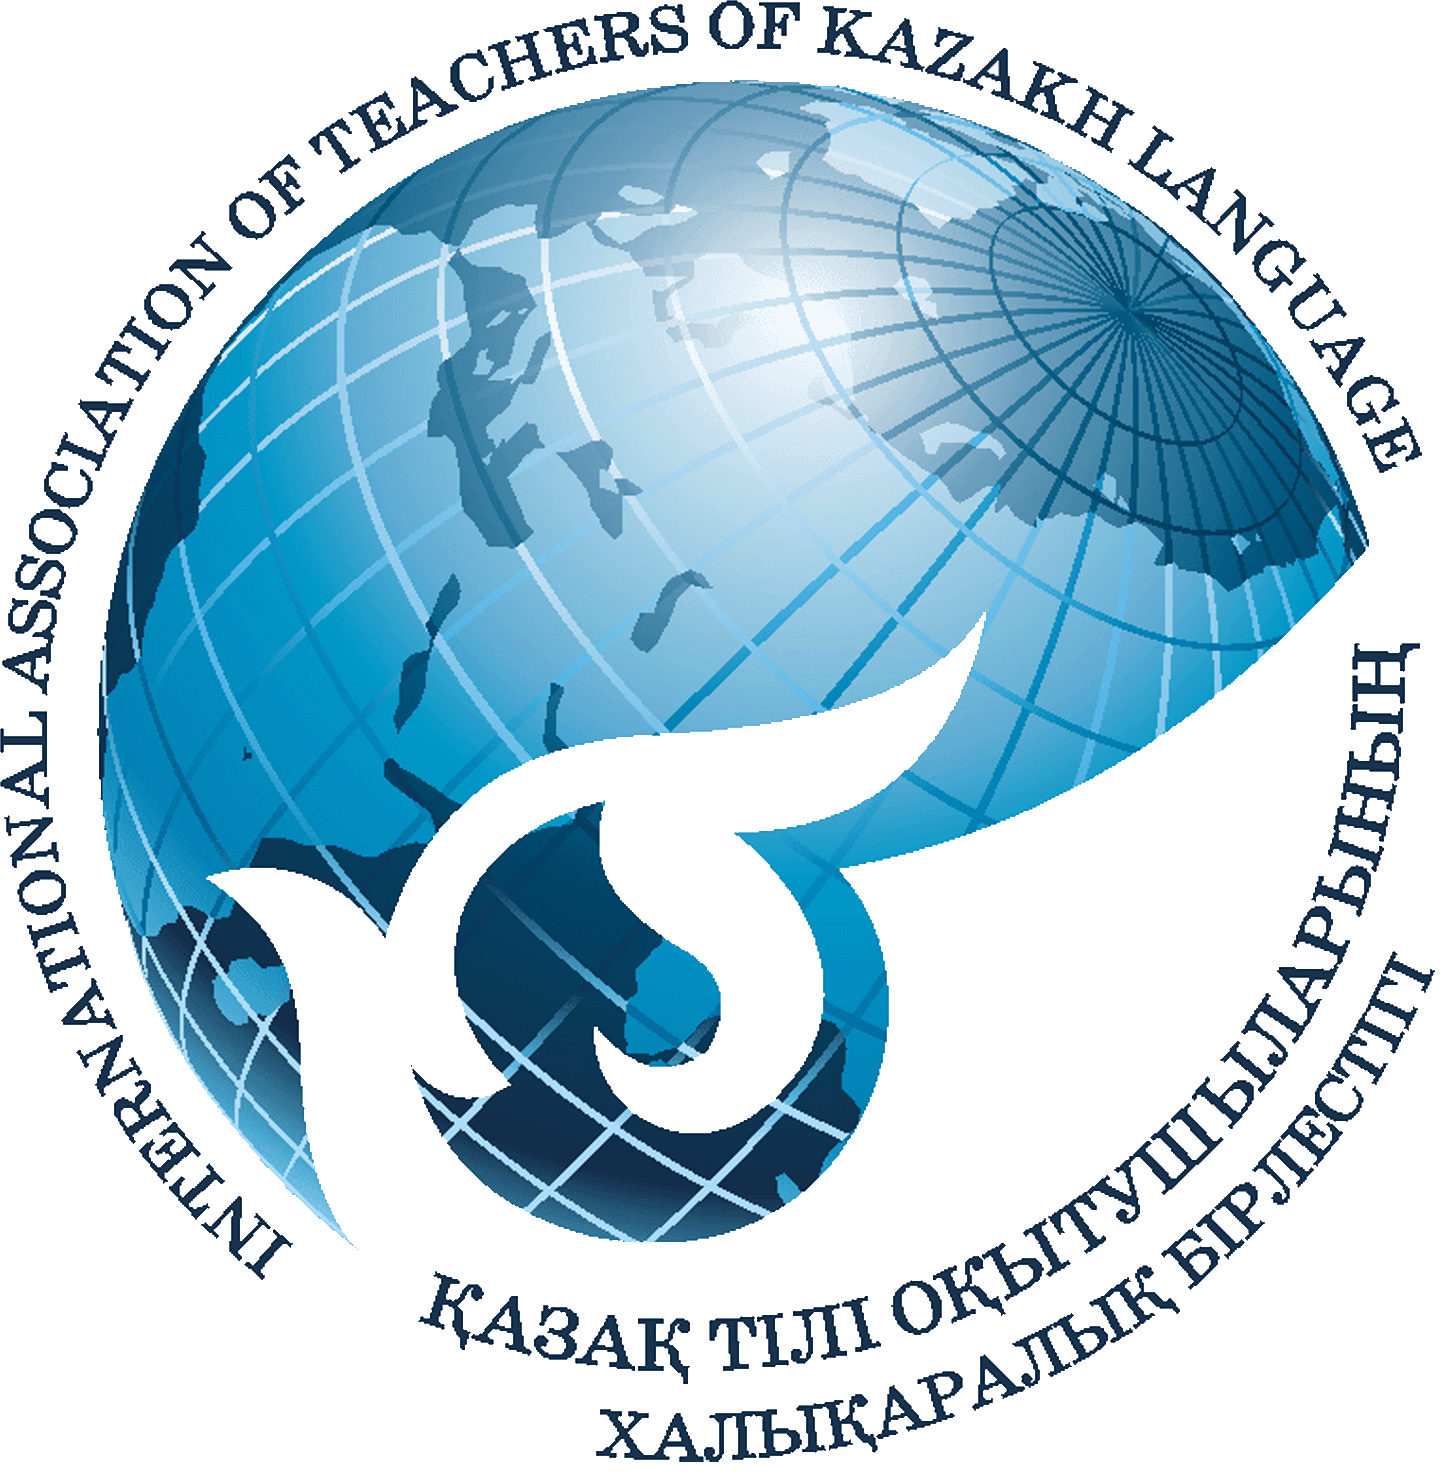 INTERNATIONAL ASSOCIATION OF TEACHERS OF KAZAKH LANGUAGE
ҚАЗАҚ ТІЛІ ОҚЫТУШЫЛАРЫНЫҢ
ХАЛЫҚАРАЛЫҚ БІРЛЕСТІГІ